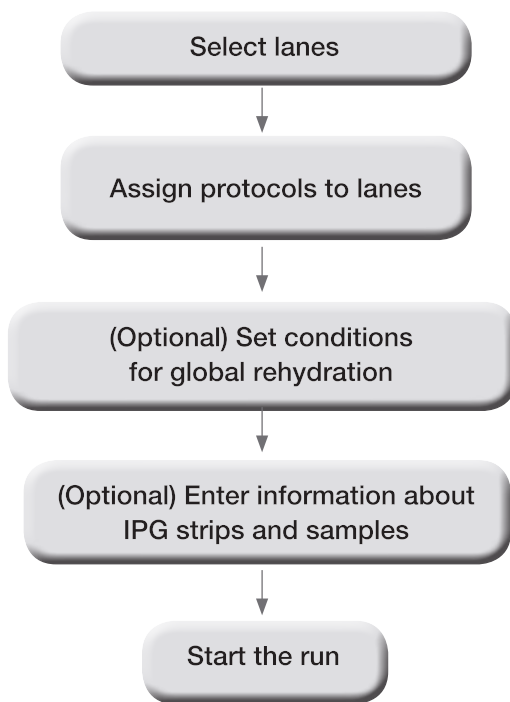 Select lanes
Assign protocols to lanes
(Optional) Set conditions
for global rehydration
(Optional) Enter information about
IPG strips and samples
Start the run